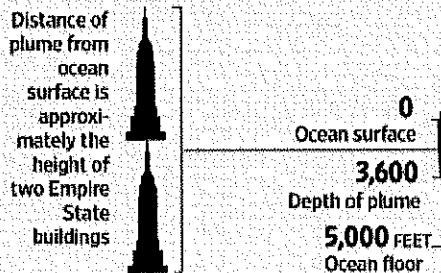 Distance of
plume from
ocean
surface is
approxi-
mately the
height of
two Empire
State
buildings
0
Ocean surface
3,600
Depth of plume
5,000 FEET
Ocean floor